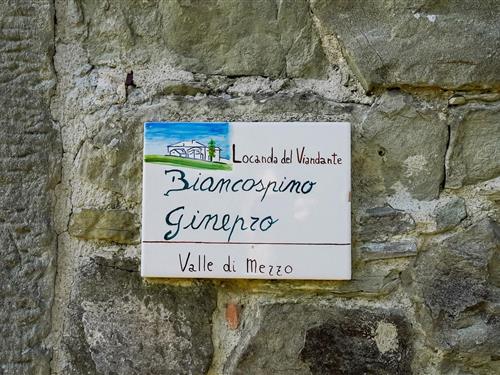 Locanda del Viandante
Biancospino
Ginepro
Valle di Mezzo